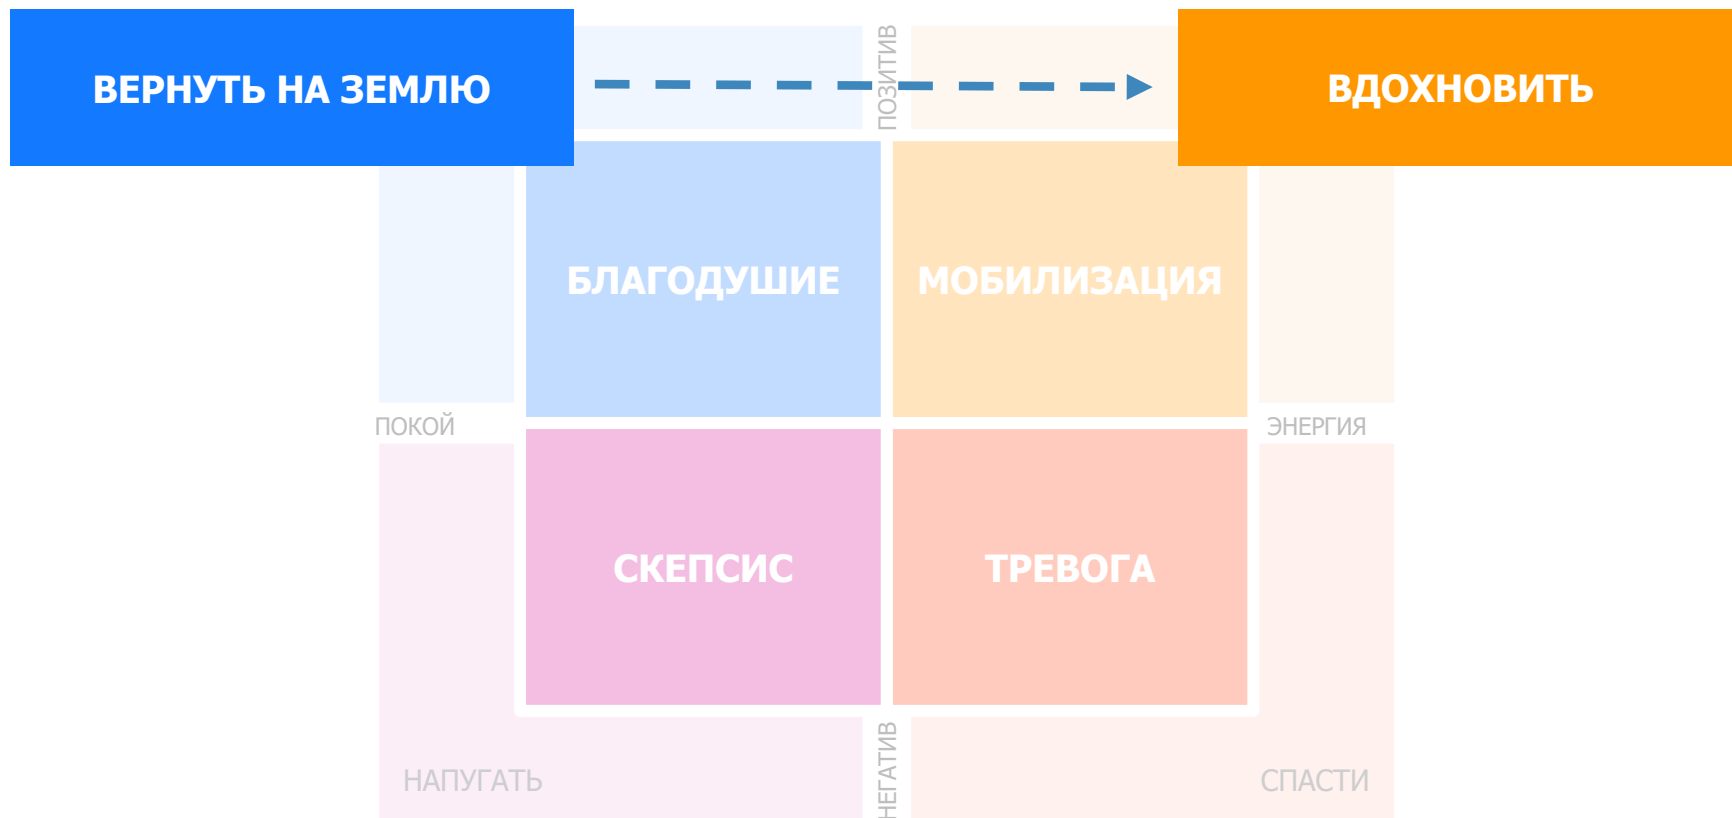 ВЕРНУТЬ НА ЗЕМЛЮ
ПОЗИТИВ
ВДОХНОВИТЬ
БЛАГОДУШИЕ
МОБИЛИЗАЦИЯ
ПОКОЙ
ЭНЕРГИЯ
СКЕПСИС
ТРЕВОГА
НАПУГАТЬ
НЕГАТИВ
СПАСТИ